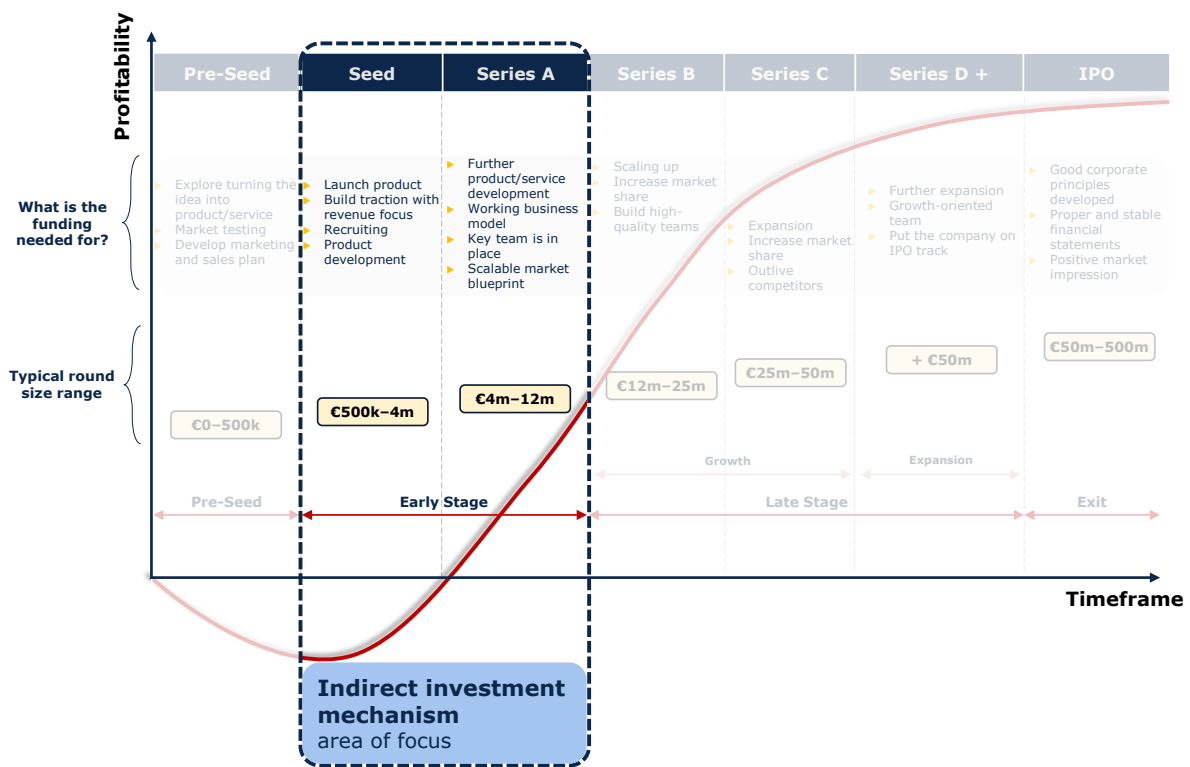 Profitability
Pre-Seed
Seed
Series A
Series B
Series C
Series D +
IPO
What is the
funding
needed for?
Explore turning the
idea into
product/service
Market testing
Develop marketing
and sales plan
Launch product
Build traction with
revenue focus
Recruiting
Product
development
Further
product/service
development
Working business
model
Key team is in
place
Scalable market
blueprint
Scaling up
Increase market
share
Build high-
quality teams
Expansion
Increase market
share
Outlive
competitors
Further expansion
Growth-oriented
team
Put the company on
IPO track
Good corporate
principles
developed
Proper and stable
financial
statements
Positive market
impression
Typical round
size range
€0–500k
€500k–4m
€4m–12m
€12m–25m
€25m–50m
+ €50m
€50m–500m
Growth
Expansion
Pre-Seed
Early Stage
Late Stage
Exit
Timeframe
Indirect investment
mechanism
area of focus